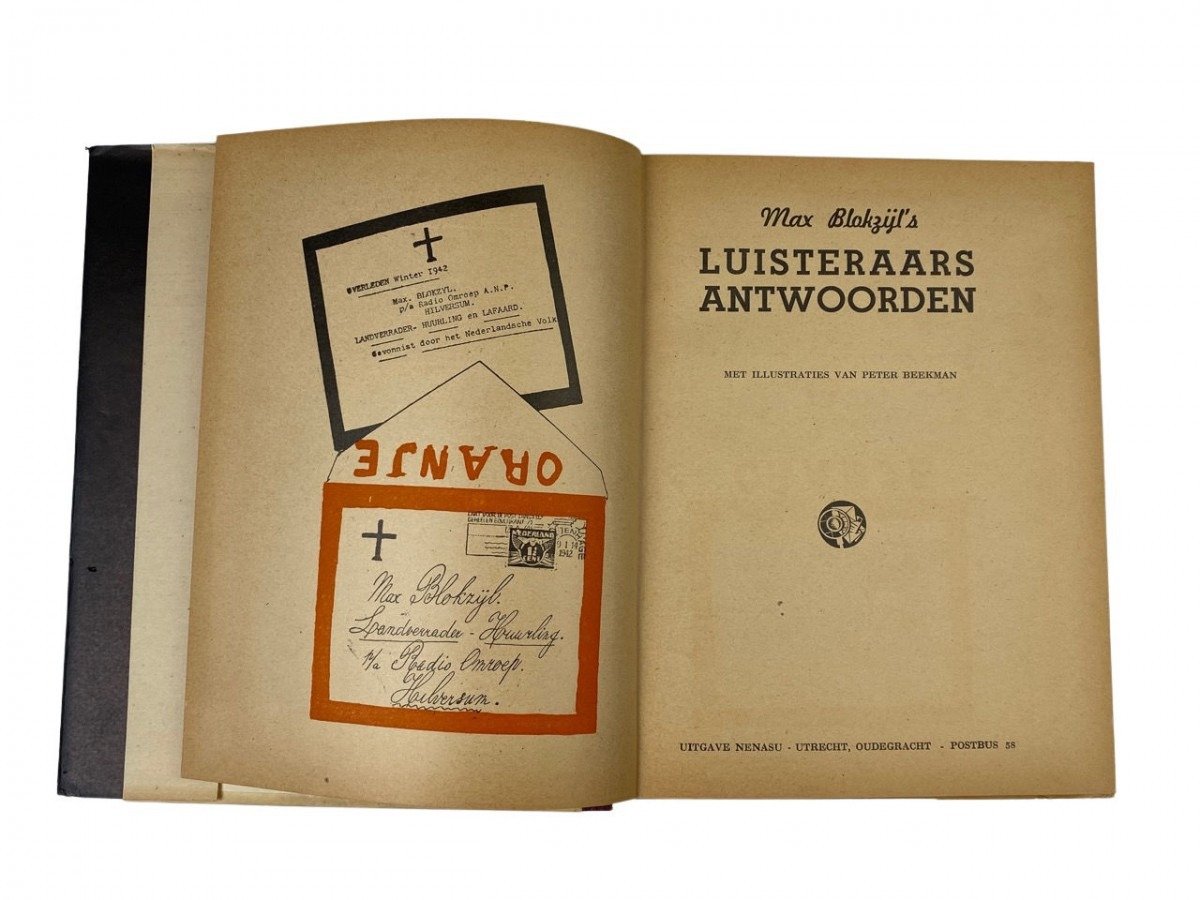 OVERLEDEN Winter 1942
Max. BLOKZYL.
p/a Radio Omroep A.N.P.
HILVERSUM.
LANDVERRADER- HUURLING en LAFAARD.
Gevonnist door het Nederlandsche Volk
ORANJE
NEDERLAND
1942
Max Blokzijl.
Landverrader - Huurling.
p/a Radio Omroep.
Hilversum.
Max Blokzijl's
LUISTERAARS
ANTWOORDEN
MET ILLUSTRATIES VAN PETER BEEKMAN
UITGAVE NENASU - UTRECHT, OUDEGRACHT - POSTBUS 58